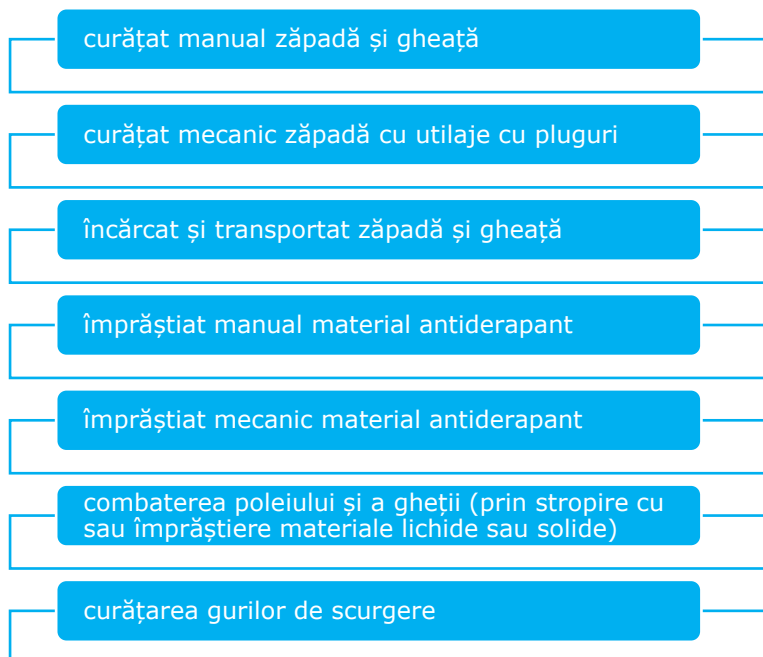 curățat manual zăpadă și gheață
curățat mecanic zăpadă cu utilaje cu pluguri
încărcat și transportat zăpadă și gheață
împrăștiat manual material antiderapant
împrăștiat mecanic material antiderapant
combaterea poleiului și a gheții (prin stropire cu
sau împrăștiere materiale lichide sau solide)
curățarea gurilor de scurgere